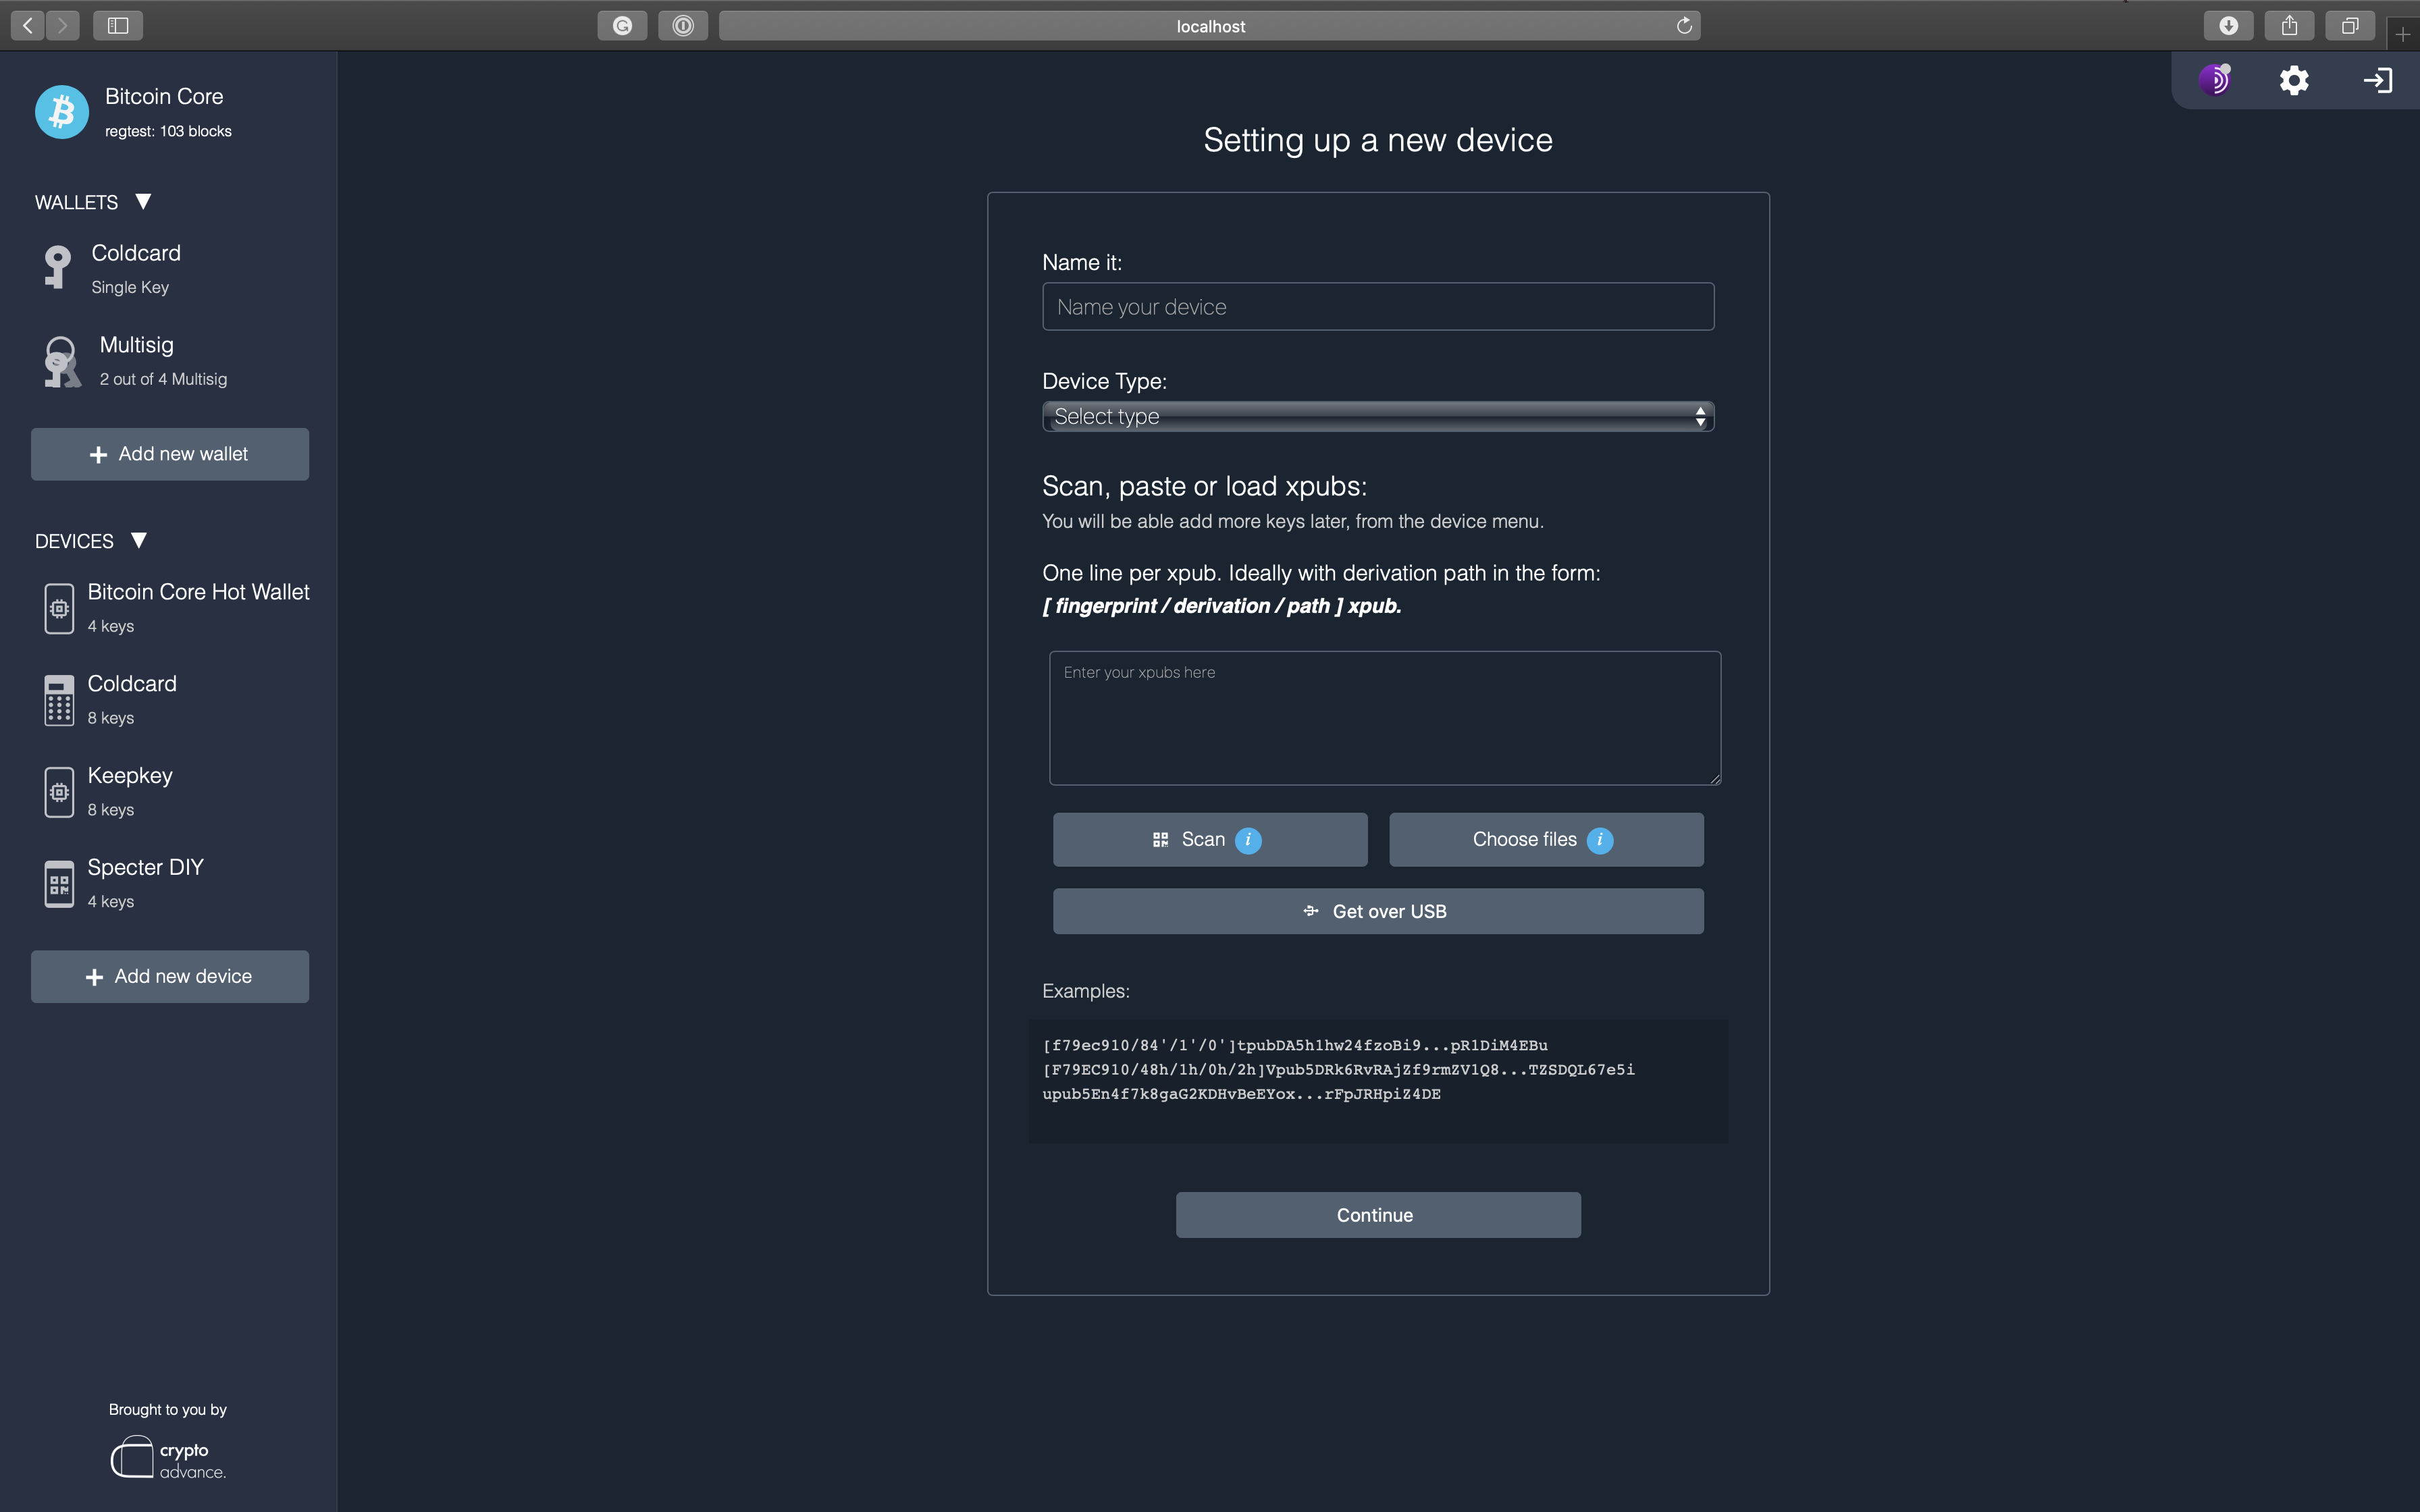 localhost
Bitcoin Core
regtest: 103 blocks
WALLETS ▼
Coldcard
Single Key
Multisig
2 out of 4 Multisig
+ Add new wallet
DEVICES ▼
Bitcoin Core Hot Wallet
4 keys
Coldcard
8 keys
Keepkey
8 keys
Specter DIY
4 keys
+ Add new device
Brought to you by
crypto
advance.
Setting up a new device
Name it:
Name your device
Device Type:
Select type
Scan, paste or load xpubs:
You will be able add more keys later, from the device menu.
One line per xpub. Ideally with derivation path in the form:
[ fingerprint / derivation / path ] xpub.
Enter your xpubs here
Scan i
Choose files i
Get over USB
Examples:
[f79ec910/84'/1'/0']tpubDA5h1hw24fzoBi9...pR1DiM4EBu
[F79EC910/48h/1h/0h/2h]Vpub5DRk6RvRAjZf9rmZV1Q8...TZSDQL67e5i
upub5En4f7k8gaG2KDHvBeEYox...rFpJRHpiZ4DE
Continue